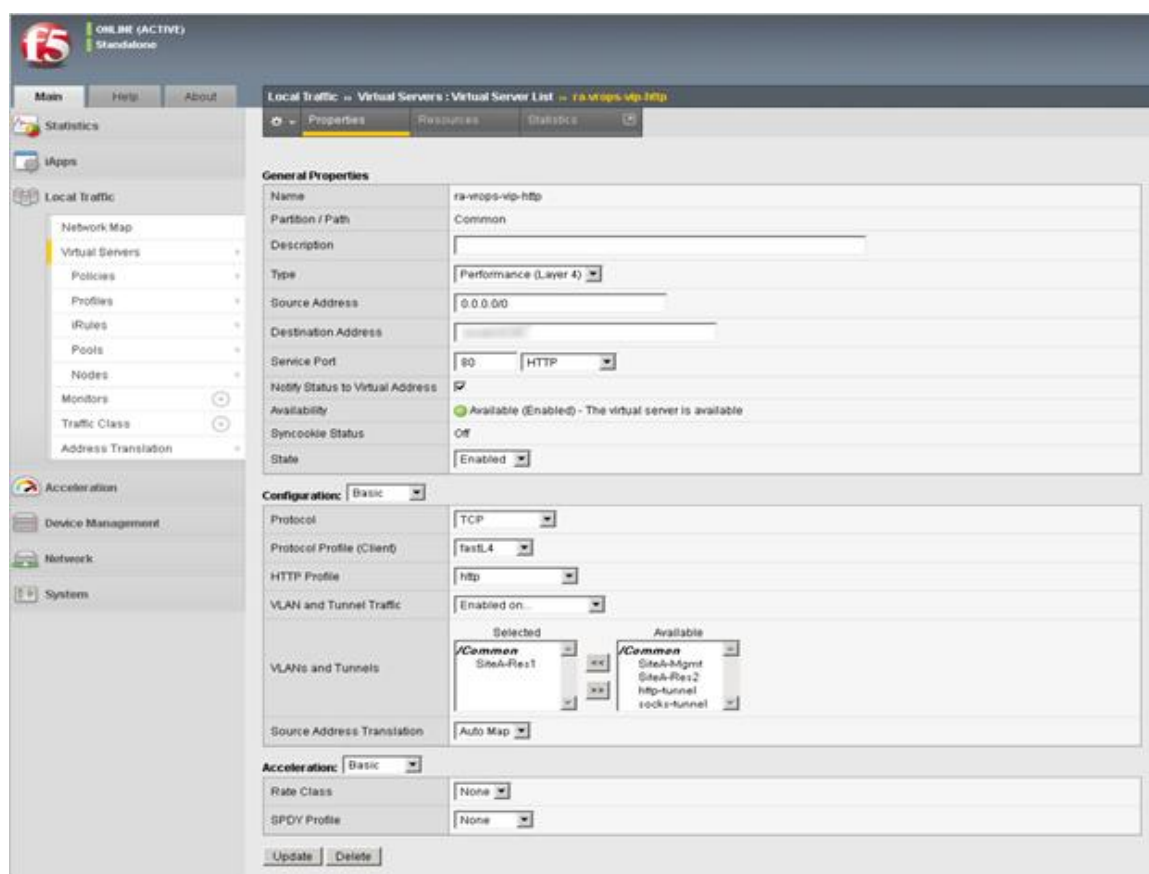 f5
ONLINE (ACTIVE)
Standalone
Main Help About
Local Traffic » Virtual Servers : Virtual Server List » ra-vrops-vip-http
Properties Resources Statistics
Statistics
iApps
Local Traffic
Network Map
Virtual Servers
Policies
Profiles
iRules
Pools
Nodes
Monitors
Traffic Class
Address Translation
Acceleration
Device Management
Network
System
General Properties
Name ra-vrops-vip-http
Partition / Path Common
Description
Type Performance (Layer 4)
Source Address 0.0.0.0/0
Destination Address
Service Port 80 HTTP
Notify Status to Virtual Address
Availability Available (Enabled) - The virtual server is available
Syncookie Status Off
State Enabled
Configuration: Basic
Protocol TCP
Protocol Profile (Client) fastL4
HTTP Profile http
VLAN and Tunnel Traffic Enabled on...
VLANs and Tunnels
Selected Available
/Common /Common
SiteA-Res1 << SiteA-Mgmt
SiteA-Res2
>> http-tunnel
socks-tunnel
Source Address Translation Auto Map
Acceleration: Basic
Rate Class None
SPDY Profile None
Update Delete